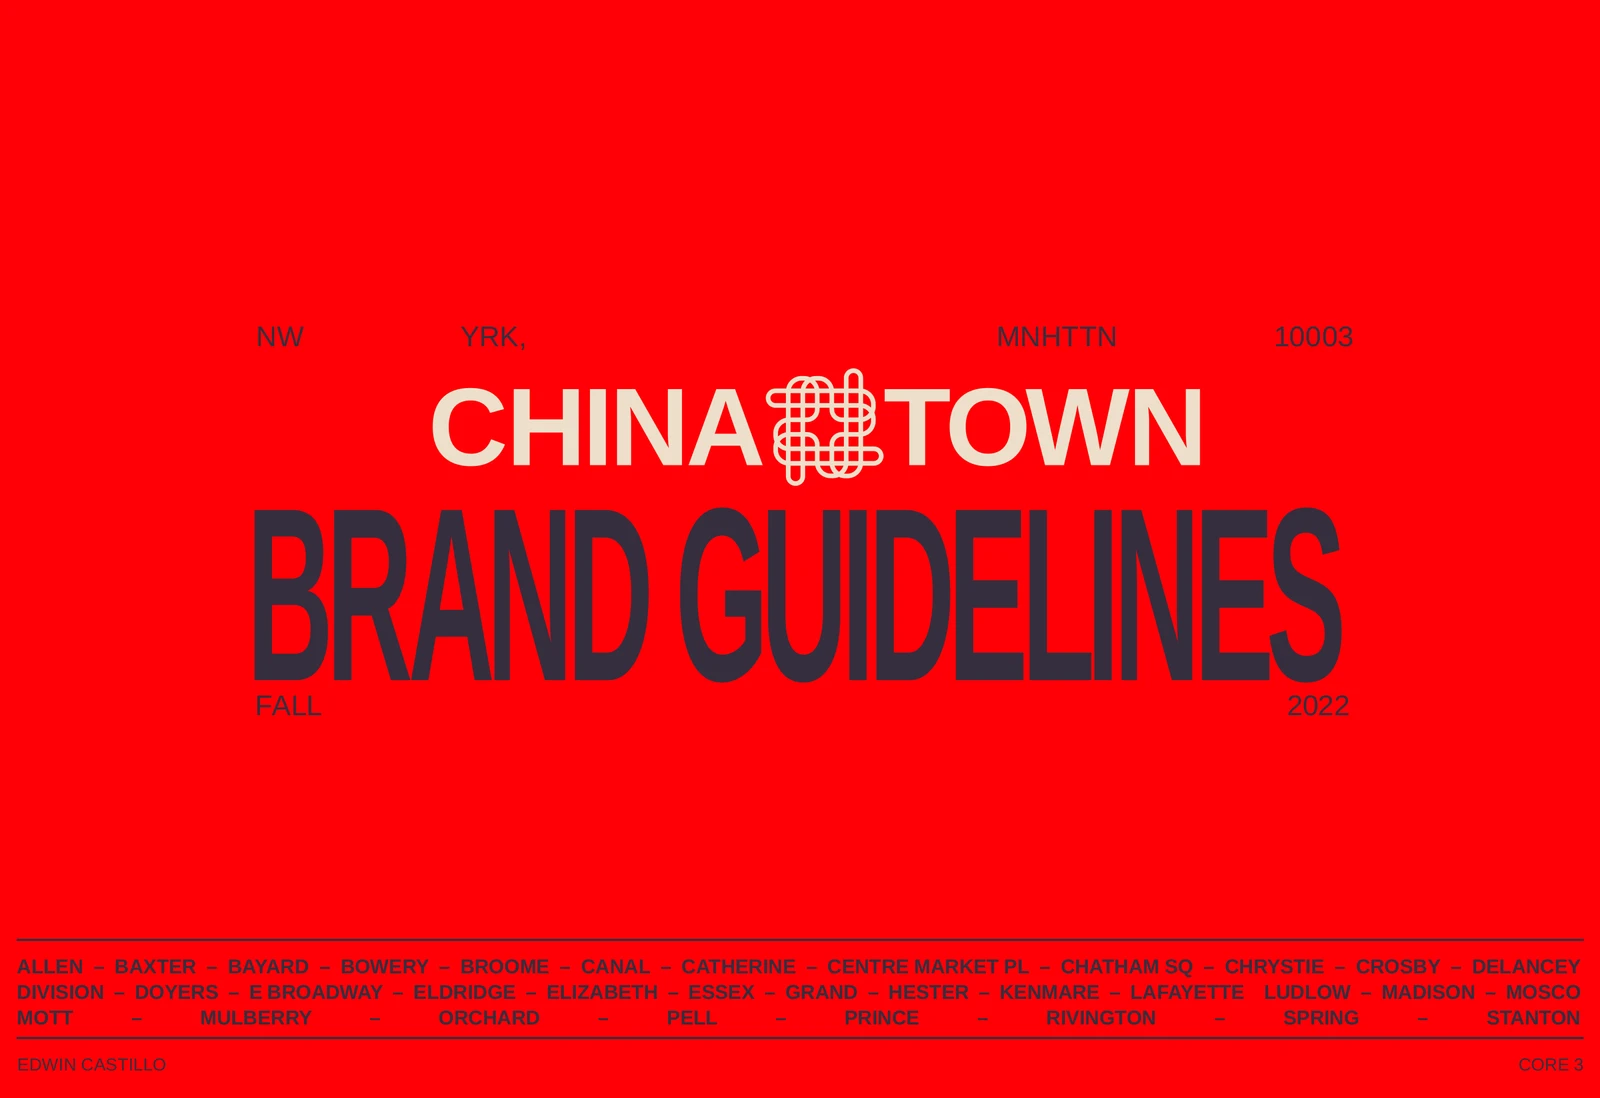 NW YRK, MNHTTN 10003
CHINA TOWN
BRAND GUIDELINES
FALL 2022
ALLEN – BAXTER – BAYARD – BOWERY – BROOME – CANAL – CATHERINE – CENTRE MARKET PL – CHATHAM SQ – CHRYSTIE – CROSBY – DELANCEY
DIVISION – DOYERS – E BROADWAY – ELDRIDGE – ELIZABETH – ESSEX – GRAND – HESTER – KENMARE – LAFAYETTE LUDLOW – MADISON – MOSCO
MOTT – MULBERRY – ORCHARD – PELL – PRINCE – RIVINGTON – SPRING – STANTON
EDWIN CASTILLO CORE 3